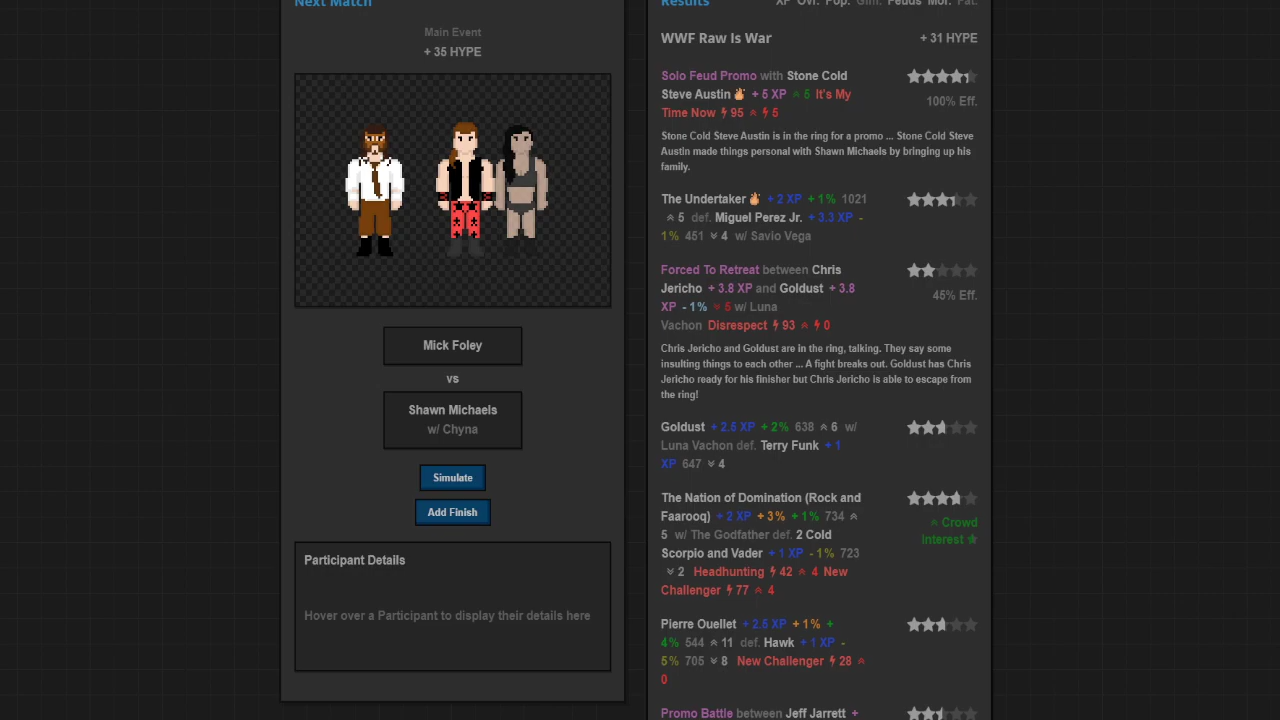 Next Match
Main Event
+ 35 HYPE
Mick Foley
vs
Shawn Michaels
w/ Chyna
Simulate
Add Finish
Participant Details
Hover over a Participant to display their details here
Results
XP Ovr. Pop. Gim. Feuds Mor. Fat.
WWF Raw Is War
+ 31 HYPE
Solo Feud Promo with Stone Cold
Steve Austin + 5 XP 5 It's My
Time Now 95 5
100% Eff.
Stone Cold Steve Austin is in the ring for a promo ... Stone Cold Steve
Austin made things personal with Shawn Michaels by bringing up his
family.
The Undertaker + 2 XP + 1% 1021
5 def. Miguel Perez Jr. + 3.3 XP -
1% 451 4 w/ Savio Vega
Forced To Retreat between Chris
Jericho + 3.8 XP and Goldust + 3.8
XP - 1% 5 w/ Luna
Vachon Disrespect 93 0
45% Eff.
Chris Jericho and Goldust are in the ring, talking. They say some
insulting things to each other ... A fight breaks out. Goldust has Chris
Jericho ready for his finisher but Chris Jericho is able to escape from
the ring!
Goldust + 2.5 XP + 2% 638 6 w/
Luna Vachon def. Terry Funk + 1
XP 647 4
The Nation of Domination (Rock and
Faarooq) + 2 XP + 3% + 1% 734
5 w/ The Godfather def. 2 Cold
Scorpio and Vader + 1 XP - 1% 723
2 Headhunting 42 4 New
Challenger 77 4
Crowd
Interest
Pierre Ouellet + 2.5 XP + 1% +
4% 544 11 def. Hawk + 1 XP -
5% 705 8 New Challenger 28
0
Promo Battle between Jeff Jarrett +